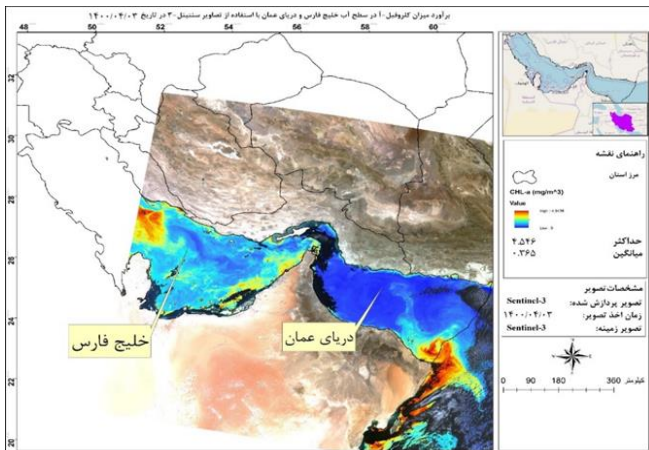 برآورد میزان کلروفیل-آ در سطح آب خلیج فارس و دریای عمان با استفاده از تصاویر سنتینل-۳ در تاریخ ۱۴۰۰/۰۴/۰۳
48 50 52 54 56 58 60
32
30
28
26
24
22
20
خلیج فارس
دریای عمان
راهنمای نقشه
مرز استان
CHL-a (mg/m^3)
Value
حداکثر ۴.۵۴۶
میانگین ۰.۳۶۵
مشخصات تصویر
تصویر پردازش شده: Sentinel-3
زمان اخذ تصویر: ۱۴۰۰/۰۴/۰۳
تصویر زمینه: Sentinel-3
0 90 180 270 360 کیلومتر